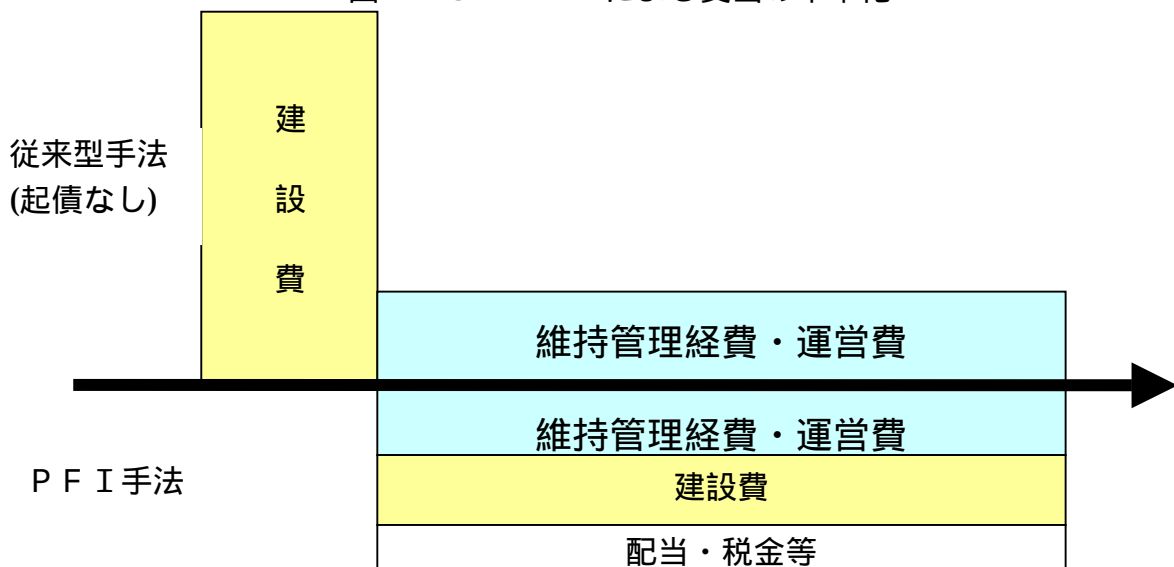 従来型手法
(起債なし)
建
設
費
維持管理経費・運営費
維持管理経費・運営費
ＰＦＩ手法
建設費
配当・税金等